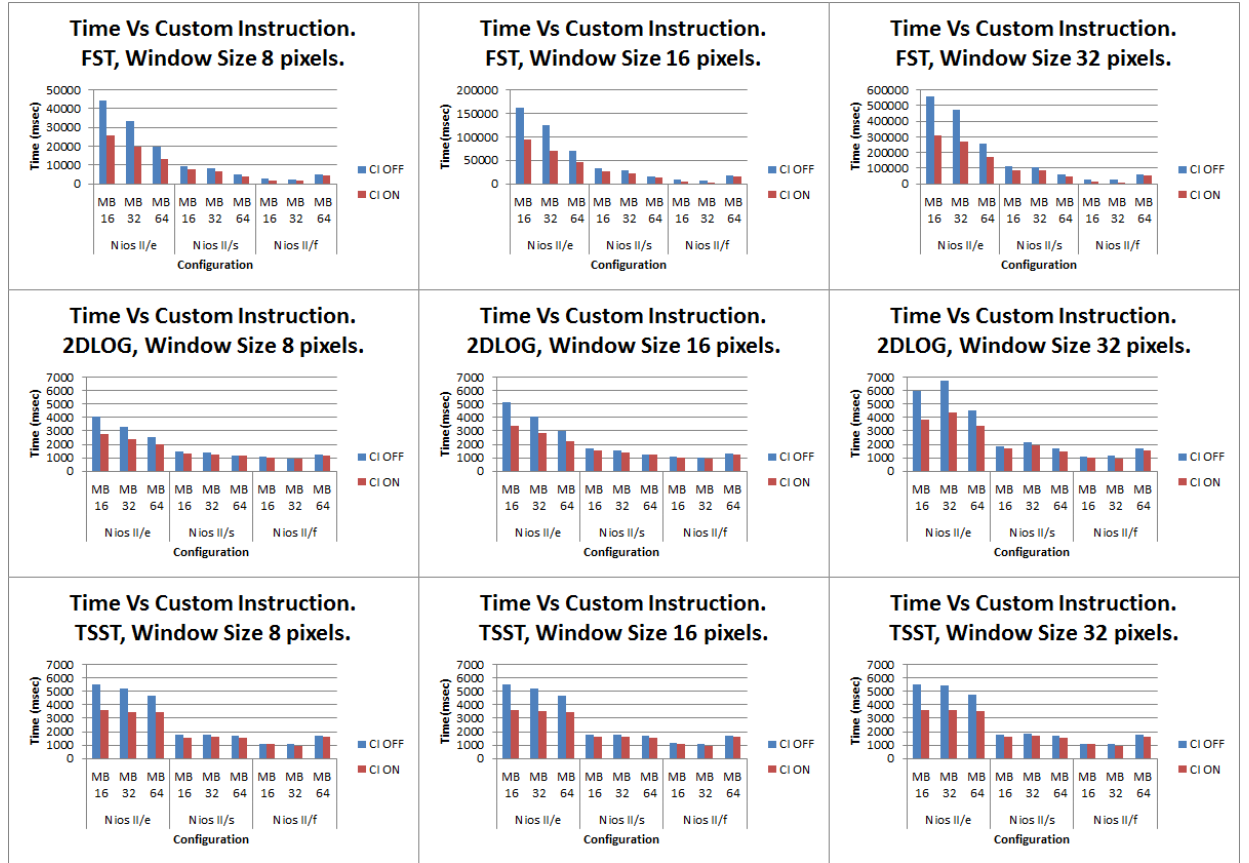 Time Vs Custom Instruction.
FST, Window Size 8 pixels.
Time (msec)
50000
40000
30000
20000
10000
0
CI OFF
CI ON
MB MB MB MB MB MB MB MB MB
16 32 64 16 32 64 16 32 64
Nios II/e Nios II/s Nios II/f
Configuration
Time Vs Custom Instruction.
FST, Window Size 16 pixels.
Time(msec)
200000
150000
100000
50000
0
CI OFF
CI ON
MB MB MB MB MB MB MB MB MB
16 32 64 16 32 64 16 32 64
Nios II/e Nios II/s Nios II/f
Configuration
Time Vs Custom Instruction.
FST, Window Size 32 pixels.
Time (msec)
600000
500000
400000
300000
200000
100000
0
CI OFF
CI ON
MB MB MB MB MB MB MB MB MB
16 32 64 16 32 64 16 32 64
Nios II/e Nios II/s Nios II/f
Configuration
Time Vs Custom Instruction.
2DLOG, Window Size 8 pixels.
Time (msec)
7000
6000
5000
4000
3000
2000
1000
0
CI OFF
CI ON
MB MB MB MB MB MB MB MB MB
16 32 64 16 32 64 16 32 64
Nios II/e Nios II/s Nios II/f
Configuration
Time Vs Custom Instruction.
2DLOG, Window Size 16 pixels.
Time(msec)
7000
6000
5000
4000
3000
2000
1000
0
CI OFF
CI ON
MB MB MB MB MB MB MB MB MB
16 32 64 16 32 64 16 32 64
Nios II/e Nios II/s Nios II/f
Configuration
Time Vs Custom Instruction.
2DLOG, Window Size 32 pixels.
Time (msec)
7000
6000
5000
4000
3000
2000
1000
0
CI OFF
CI ON
MB MB MB MB MB MB MB MB MB
16 32 64 16 32 64 16 32 64
Nios II/e Nios II/s Nios II/f
Configuration
Time Vs Custom Instruction.
TSST, Window Size 8 pixels.
Time (msec)
7000
6000
5000
4000
3000
2000
1000
0
CI OFF
CI ON
MB MB MB MB MB MB MB MB MB
16 32 64 16 32 64 16 32 64
Nios II/e Nios II/s Nios II/f
Configuration
Time Vs Custom Instruction.
TSST, Window Size 16 pixels.
Time(msec)
7000
6000
5000
4000
3000
2000
1000
0
CI OFF
CI ON
MB MB MB MB MB MB MB MB MB
16 32 64 16 32 64 16 32 64
Nios II/e Nios II/s Nios II/f
Configuration
Time Vs Custom Instruction.
TSST, Window Size 32 pixels.
Time (msec)
7000
6000
5000
4000
3000
2000
1000
0
CI OFF
CI ON
MB MB MB MB MB MB MB MB MB
16 32 64 16 32 64 16 32 64
Nios II/e Nios II/s Nios II/f
Configuration